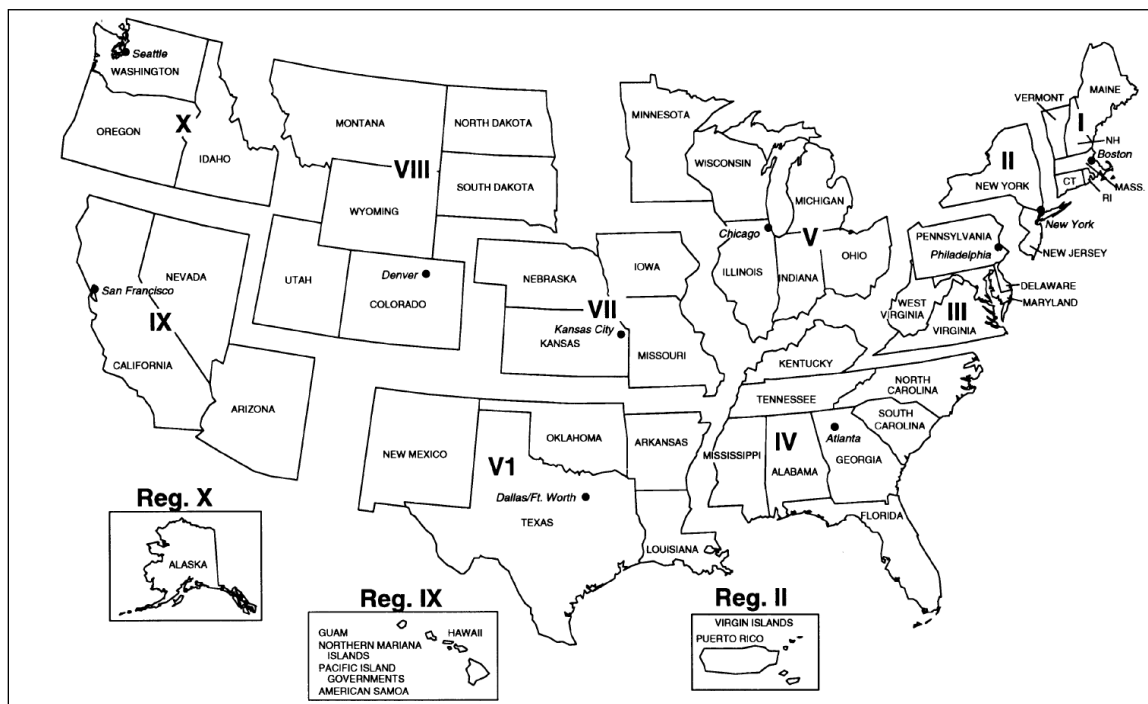 Seattle
WASHINGTON
OREGON
X
IDAHO
MONTANA
NORTH DAKOTA
VIII
SOUTH DAKOTA
WYOMING
MINNESOTA
WISCONSIN
MICHIGAN
Chicago
V
ILLINOIS
INDIANA
OHIO
VERMONT
MAINE
I
NH
Boston
MASS.
RI
CT
II
NEW YORK
New York
NEW JERSEY
PENNSYLVANIA
Philadelphia
DELAWARE
MARYLAND
WEST
VIRGINIA
III
VIRGINIA
San Francisco
NEVADA
IX
CALIFORNIA
ARIZONA
UTAH
Denver
COLORADO
NEBRASKA
IOWA
VII
Kansas City
KANSAS
MISSOURI
KENTUCKY
TENNESSEE
NORTH
CAROLINA
SOUTH
CAROLINA
IV
Atlanta
MISSISSIPPI
ALABAMA
GEORGIA
FLORIDA
NEW MEXICO
OKLAHOMA
ARKANSAS
V1
Dallas/Ft. Worth
TEXAS
LOUISIANA
Reg. X
ALASKA
Reg. IX
GUAM
HAWAII
NORTHERN MARIANA
ISLANDS
PACIFIC ISLAND
GOVERNMENTS
AMERICAN SAMOA
Reg. II
VIRGIN ISLANDS
PUERTO RICO